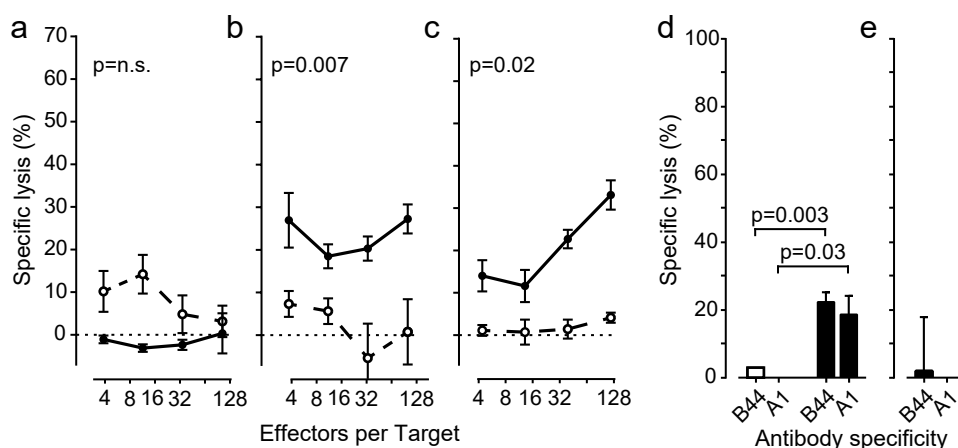 a
b
c
d
e
p=n.s.
p=0.007
p=0.02
Specific lysis (%)
70
60
50
40
30
20
10
0
4 8 16 32 128
4 8 16 32 128
4 8 16 32 128
Effectors per Target
Specific lysis (%)
100
80
60
40
20
0
p=0.003
p=0.03
B44
A1
B44
A1
B44
A1
Antibody specificity